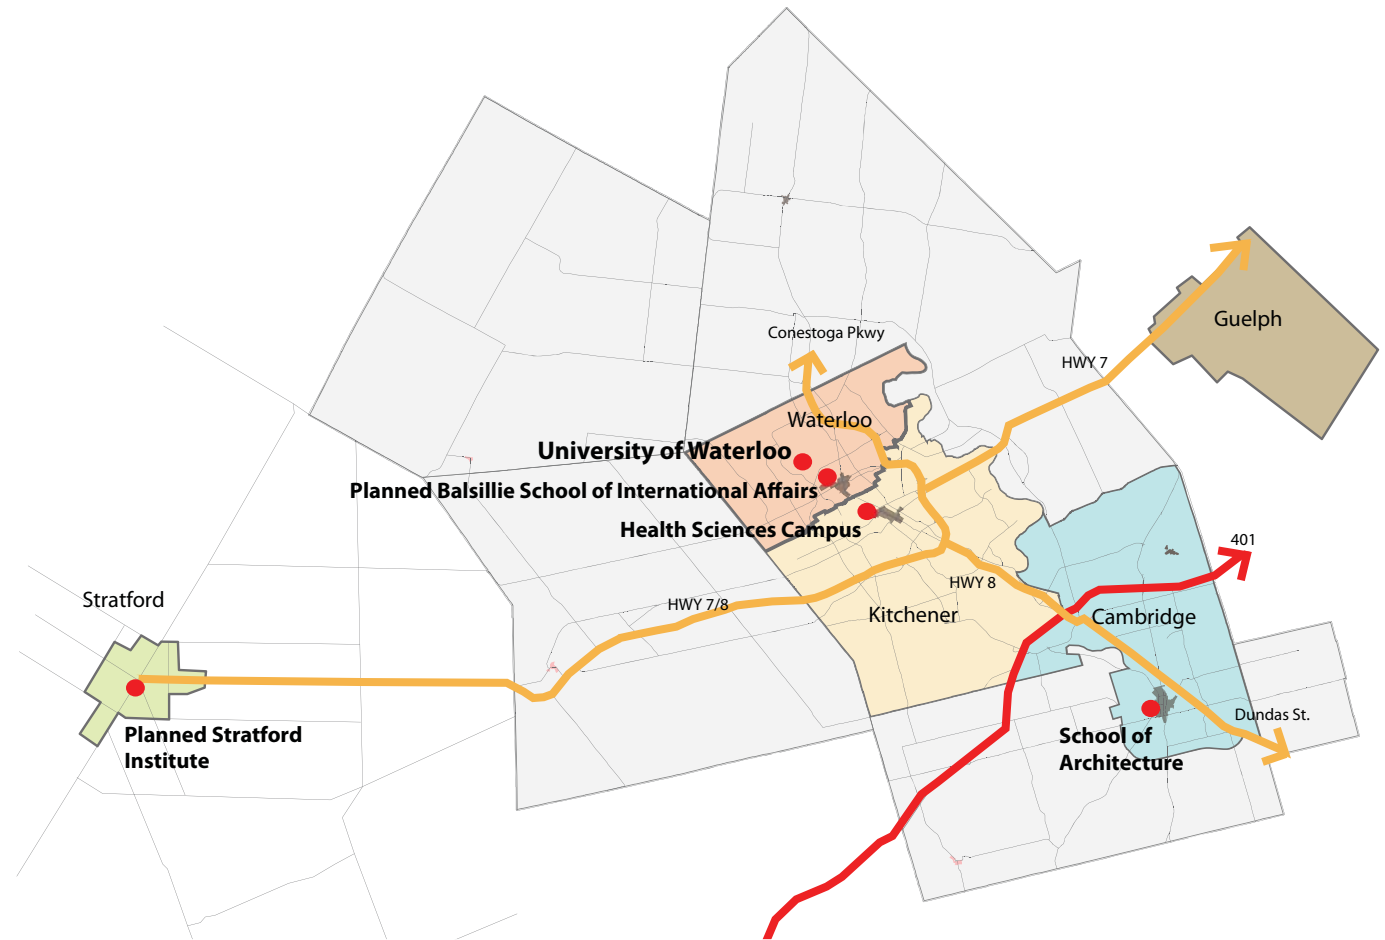 Guelph
Conestoga Pkwy
HWY 7
Waterloo
University of Waterloo
Planned Balsillie School of International Affairs
Health Sciences Campus
401
HWY 8
Stratford
HWY 7/8
Kitchener
Cambridge
Dundas St.
Planned Stratford
Institute
School of
Architecture